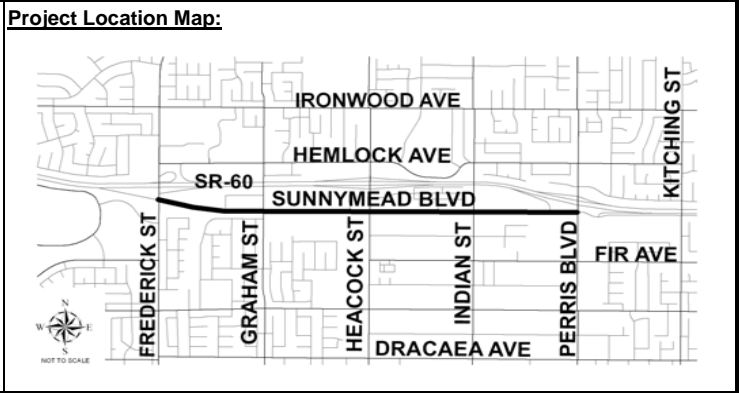 Project Location Map:
IRONWOOD AVE
KITCHING ST
HEMLOCK AVE
SR-60
SUNNYMEAD BLVD
FREDERICK ST
GRAHAM ST
HEACOCK ST
INDIAN ST
PERRIS BLVD
FIR AVE
N
W E
S
NOT TO SCALE
DRACAEA AVE